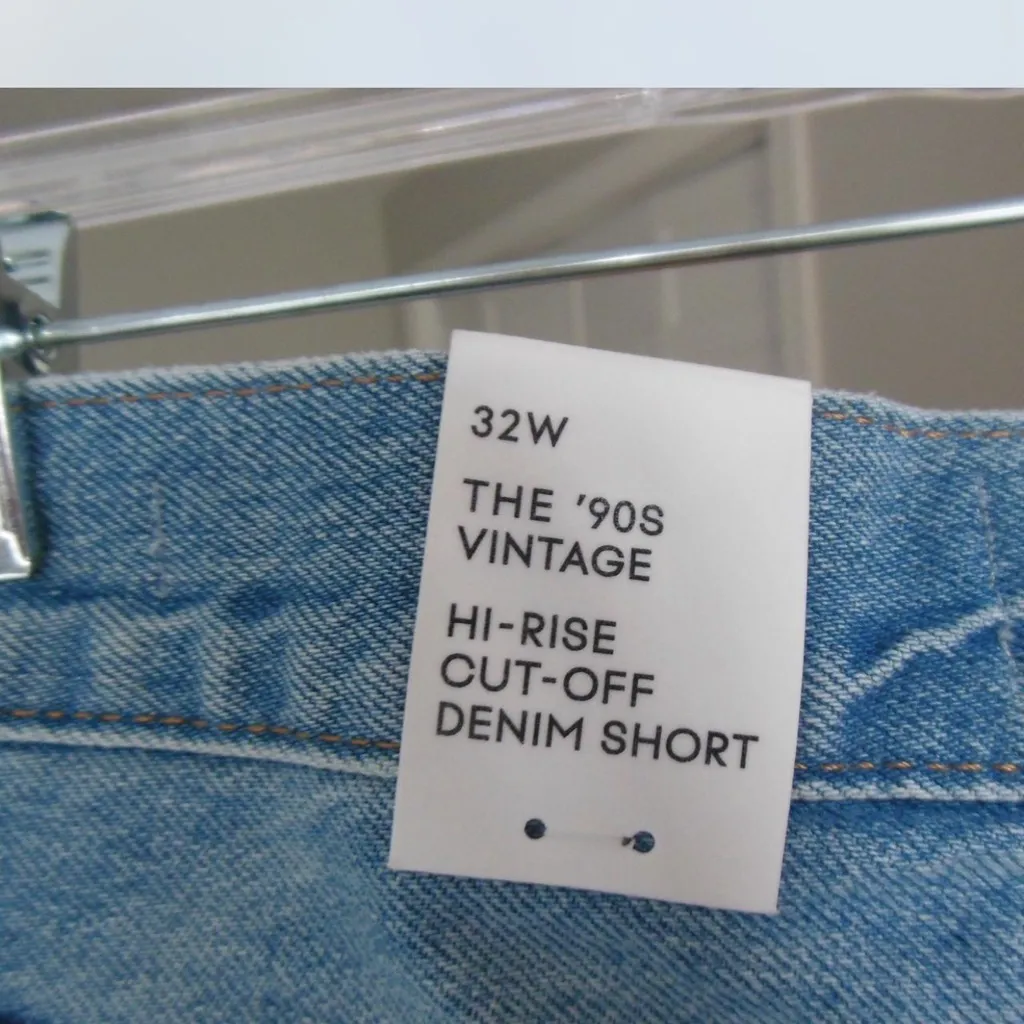 32W
THE '90S
VINTAGE
HI-RISE
CUT-OFF
DENIM SHORT